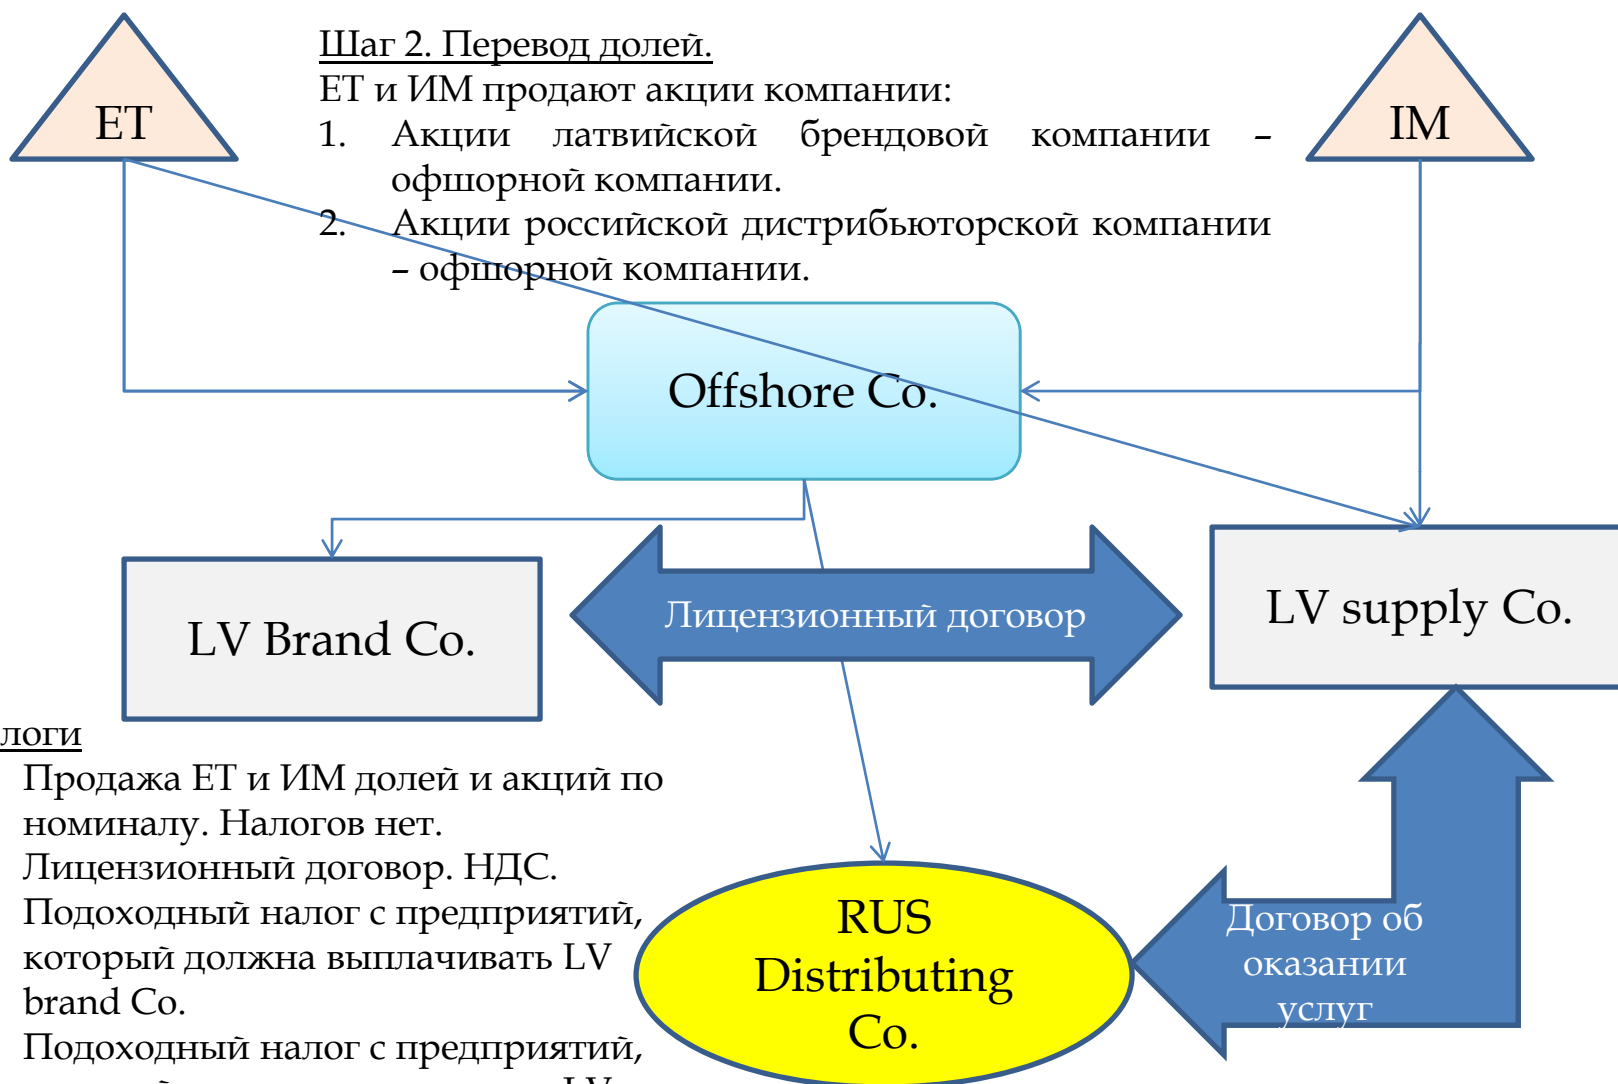 ET
Шаг 2. Перевод долей.
ЕТ и ИМ продают акции компании:
1. Акции латвийской брендовой компании –
офшорной компании.
2. Акции российской дистрибьюторской компании
– офшорной компании.
IM
Offshore Co.
LV Brand Co.
Лицензионный договор
LV supply Co.
логи
Продажа ЕТ и ИМ долей и акций по
номиналу. Налогов нет.
Лицензионный договор. НДС.
Подоходный налог с предприятий,
который должна выплачивать LV
brand Co.
Подоходный налог с предприятий,
LV
RUS
Distributing
Co.
Договор об
оказании
услуг